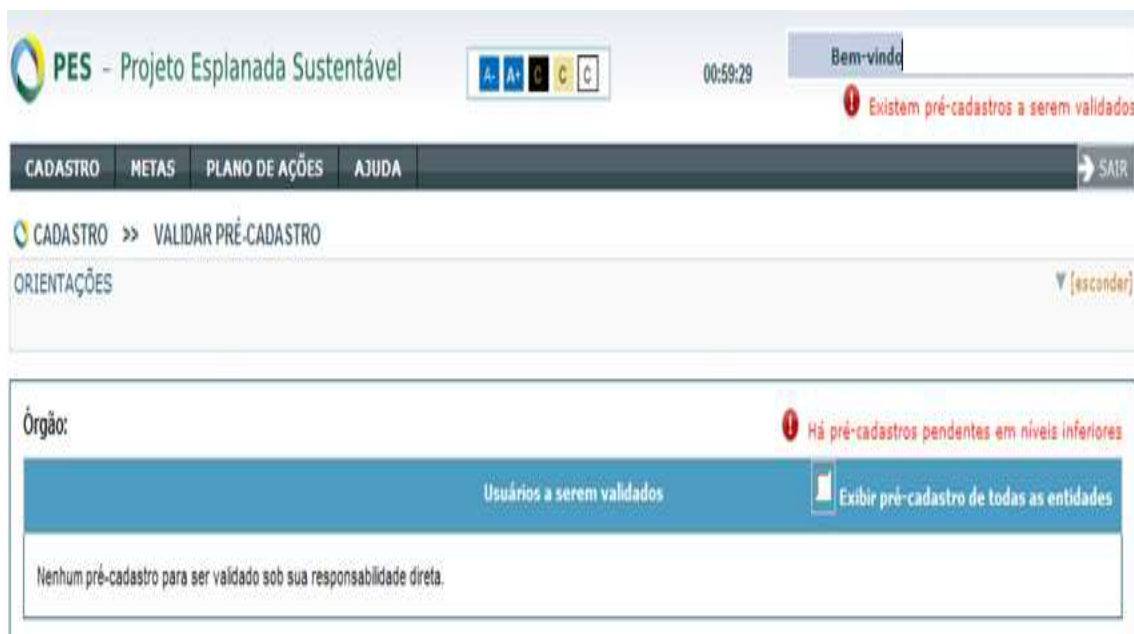 PES - Projeto Esplanada Sustentável
A- A+ C C C
00:59:29
Bem-vindo
Existem pré-cadastros a serem validados
CADASTRO METAS PLANO DE AÇÕES AJUDA SAIR
CADASTRO >> VALIDAR PRÉ-CADASTRO
ORIENTAÇÕES [esconder]
Órgão:
Há pré-cadastros pendentes em níveis inferiores
Usuários a serem validados Exibir pré-cadastro de todas as entidades
Nenhum pré-cadastro para ser validado sob sua responsabilidade direta.